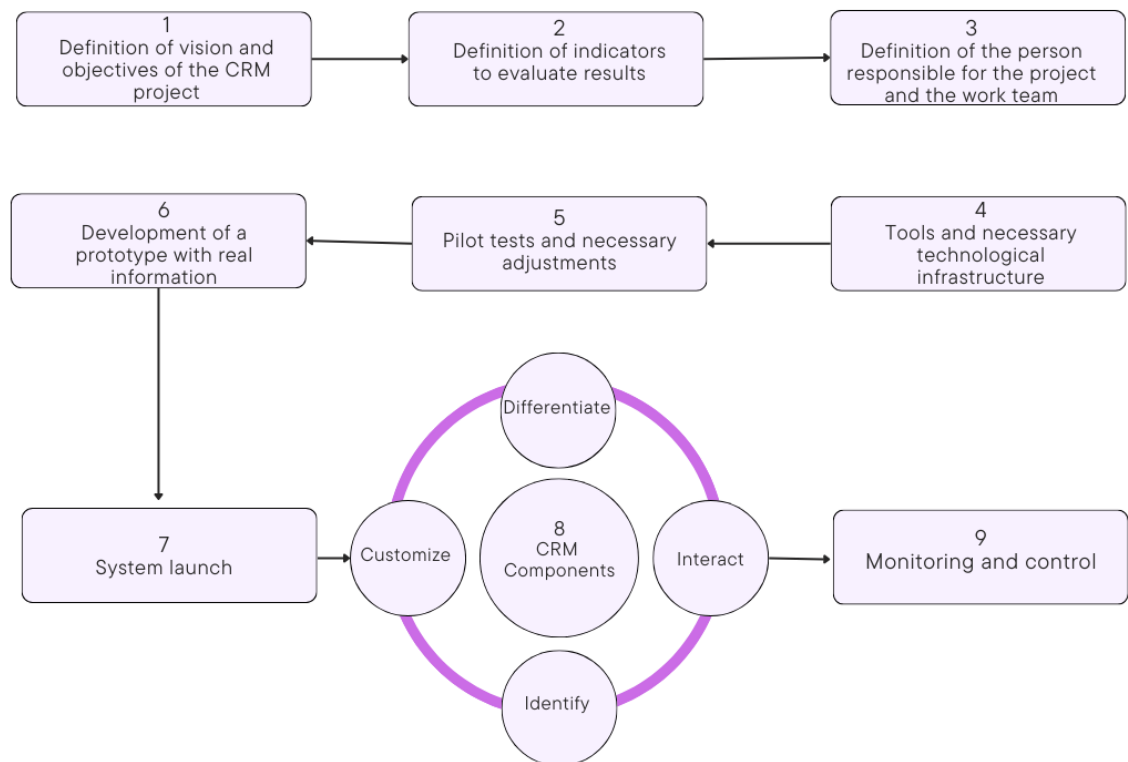 1
Definition of vision and
objectives of the CRM
project
2
Definition of indicators
to evaluate results
3
Definition of the person
responsible for the project
and the work team
6
Development of a
prototype with real
information
5
Pilot tests and necessary
adjustments
4
Tools and necessary
technological
infrastructure
7
System launch
Differentiate
Customize
8
CRM
Components
Interact
Identify
9
Monitoring and control